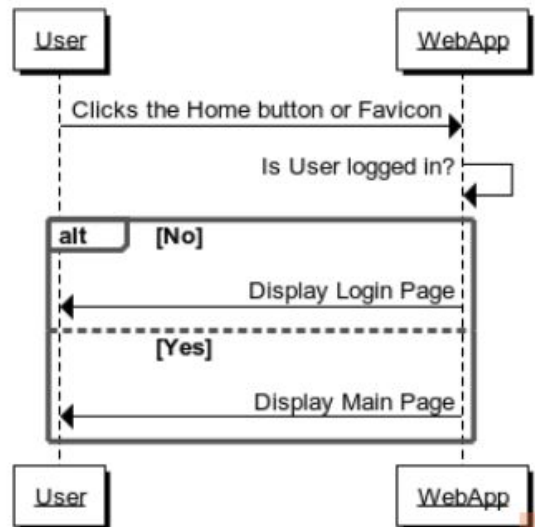 User WebApp
Clicks the Home button or Favicon
Is User logged in?
alt [No]
Display Login Page
[Yes]
Display Main Page
User WebApp